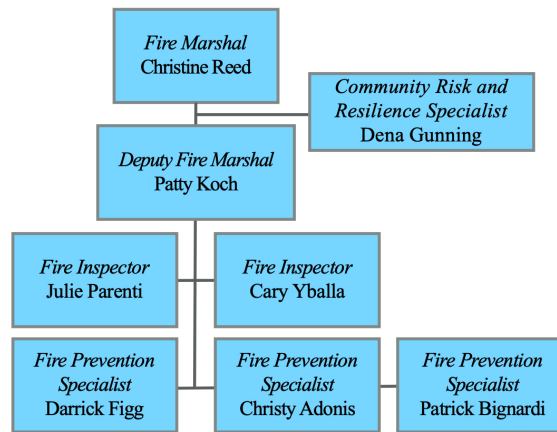 Fire Marshal
Christine Reed
Community Risk and
Resilience Specialist
Dena Gunning
Deputy Fire Marshal
Patty Koch
Fire Inspector
Julie Parenti
Fire Inspector
Cary Yballa
Fire Prevention
Specialist
Darrick Figg
Fire Prevention
Specialist
Christy Adonis
Fire Prevention
Specialist
Patrick Bignardi